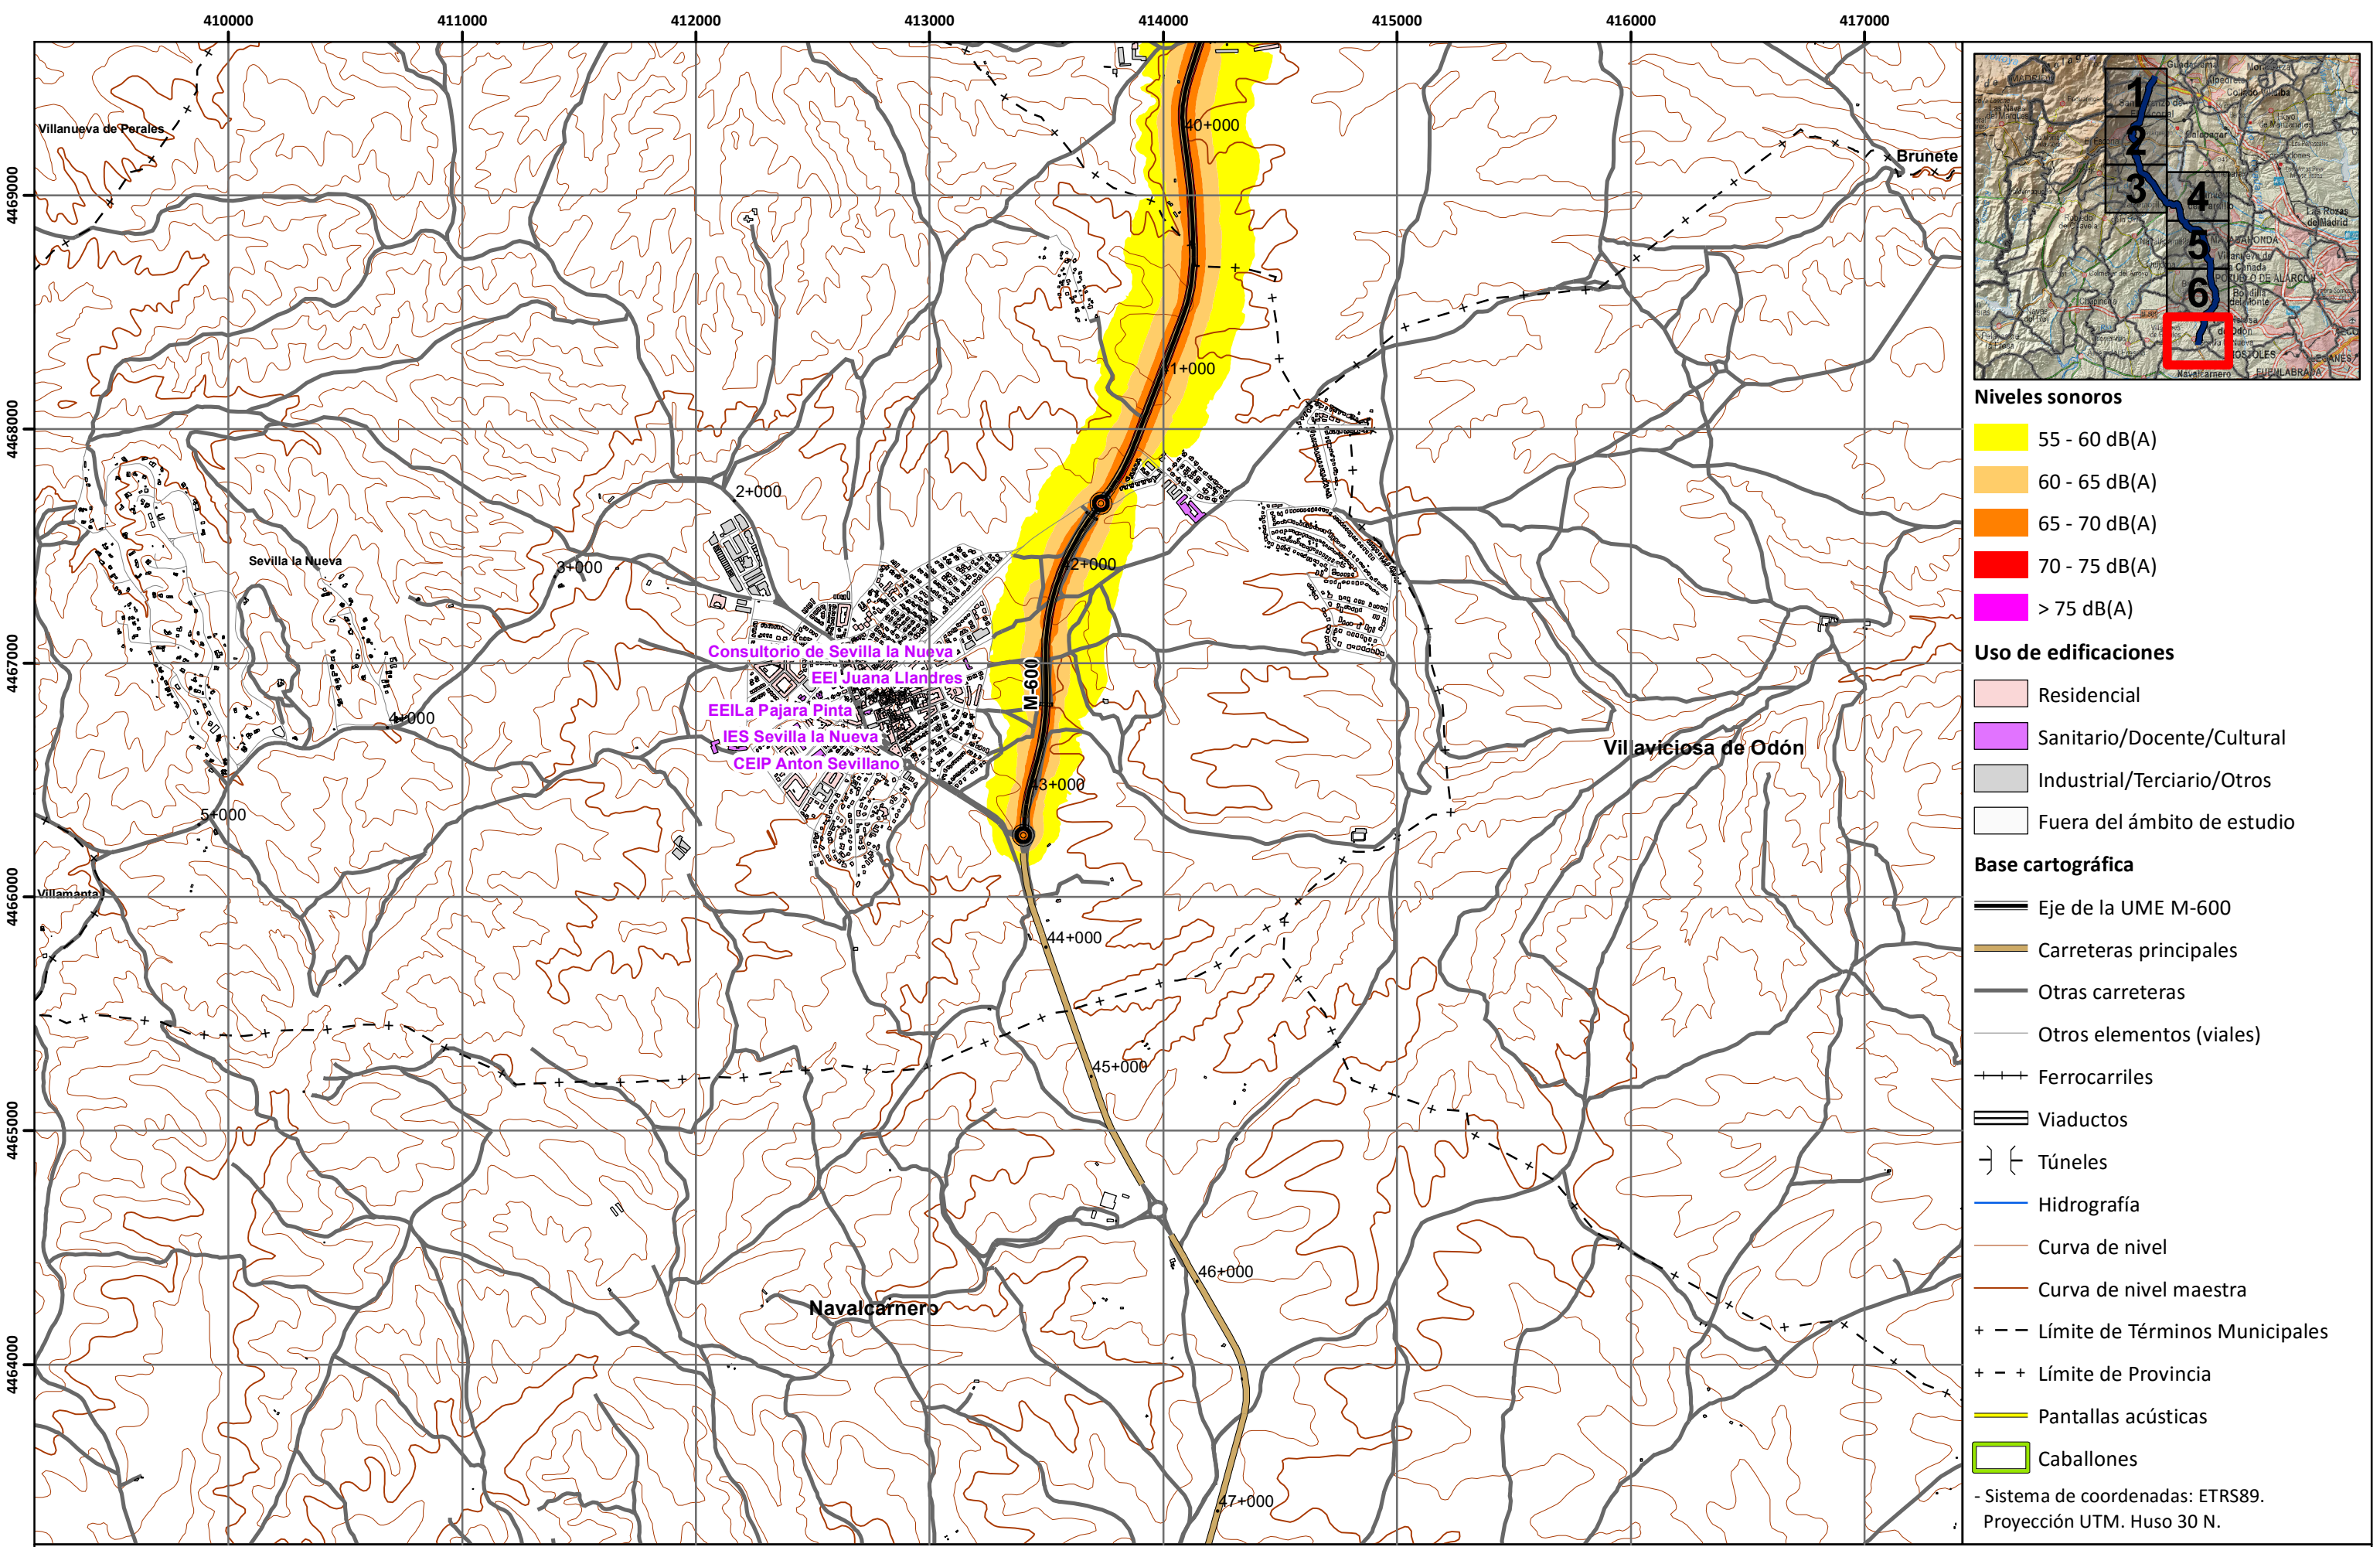 410000
411000
412000
413000
414000
415000
416000
417000
4469000
4468000
4467000
4466000
4465000
4464000
Villanueva de Perales
Brunete
40+000
41+000
2+000
3+000
Sevilla la Nueva
42+000
Consultorio de Sevilla la Nueva
EEI Juana Llandres
M-600
EEILa Pajara Pinta
4+000
IES Sevilla la Nueva
Villaviciosa de Odón
CEIP Anton Sevillano
43+000
5+000
Villamanta
44+000
45+000
46+000
Navalcarnero
47+000
1
2
3
4
5
6
Navalcarnero
Niveles sonoros
55 - 60 dB(A)
60 - 65 dB(A)
65 - 70 dB(A)
70 - 75 dB(A)
> 75 dB(A)
Uso de edificaciones
Residencial
Sanitario/Docente/Cultural
Industrial/Terciario/Otros
Fuera del ámbito de estudio
Base cartográfica
Eje de la UME M-600
Carreteras principales
Otras carreteras
Otros elementos (viales)
Ferrocarriles
Viaductos
Túneles
Hidrografía
Curva de nivel
Curva de nivel maestra
Límite de Términos Municipales
Límite de Provincia
Pantallas acústicas
Caballones
- Sistema de coordenadas: ETRS89.
Proyección UTM. Huso 30 N.